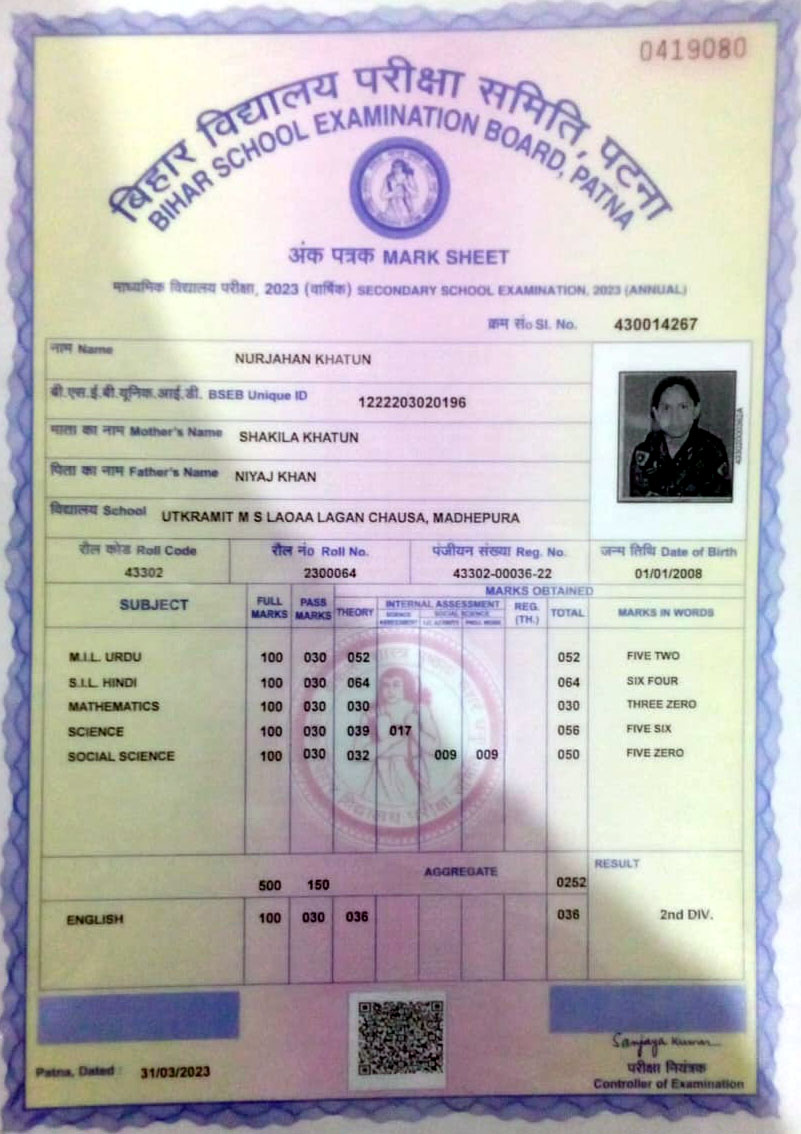 0419080
बिहार विद्यालय परीक्षा समिति, पटना
BIHAR SCHOOL EXAMINATION BOARD, PATNA
अंक पत्रक MARK SHEET
माध्यमिक विद्यालय परीक्षा, 2023 (वार्षिक) SECONDARY SCHOOL EXAMINATION, 2023 (ANNUAL)
क्रम सं० Sl. No. 430014267
नाम Name NURJAHAN KHATUN
बी.एस.ई.बी.यूनिक.आई.डी. BSEB Unique ID 1222203020196
माता का नाम Mother's Name SHAKILA KHATUN
पिता का नाम Father's Name NIYAJ KHAN
विद्यालय School UTKRAMIT M S LAOAA LAGAN CHAUSA, MADHEPURA
रौल कोड Roll Code रौल नं० Roll No. पंजीयन संख्या Reg. No. जन्म तिथि Date of Birth
43302 2300064 43302-00036-22 01/01/2008
MARKS OBTAINED
SUBJECT FULL MARKS PASS MARKS THEORY INTERNAL ASSESSMENT REG. (TH.) TOTAL MARKS IN WORDS
SCIENCE SOCIAL SCIENCE
M.I.L. URDU 100 030 052 052 FIVE TWO
S.I.L. HINDI 100 030 064 064 SIX FOUR
MATHEMATICS 100 030 030 030 THREE ZERO
SCIENCE 100 030 039 017 056 FIVE SIX
SOCIAL SCIENCE 100 030 032 009 009 050 FIVE ZERO
AGGREGATE RESULT
500 150 0252
ENGLISH 100 030 036 036 2nd DIV.
Sanjaya Kumar
Patna, Dated : 31/03/2023
परीक्षा नियंत्रक
Controller of Examination